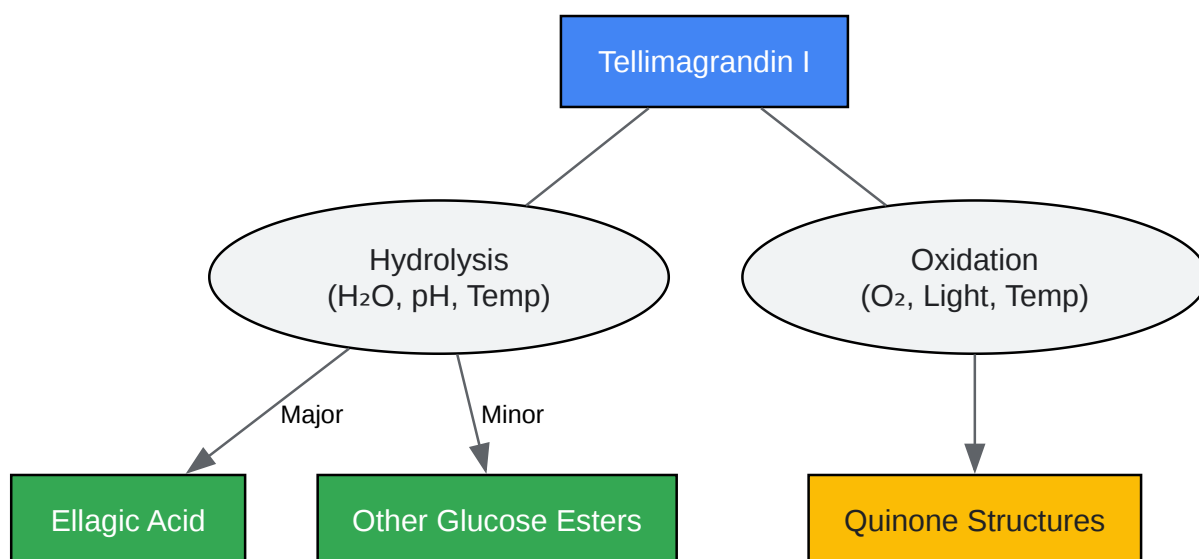 Tellimagrandin I
Hydrolysis
(H₂O, pH, Temp)
Oxidation
(O₂, Light, Temp)
Major
Minor
Ellagic Acid
Other Glucose Esters
Quinone Structures